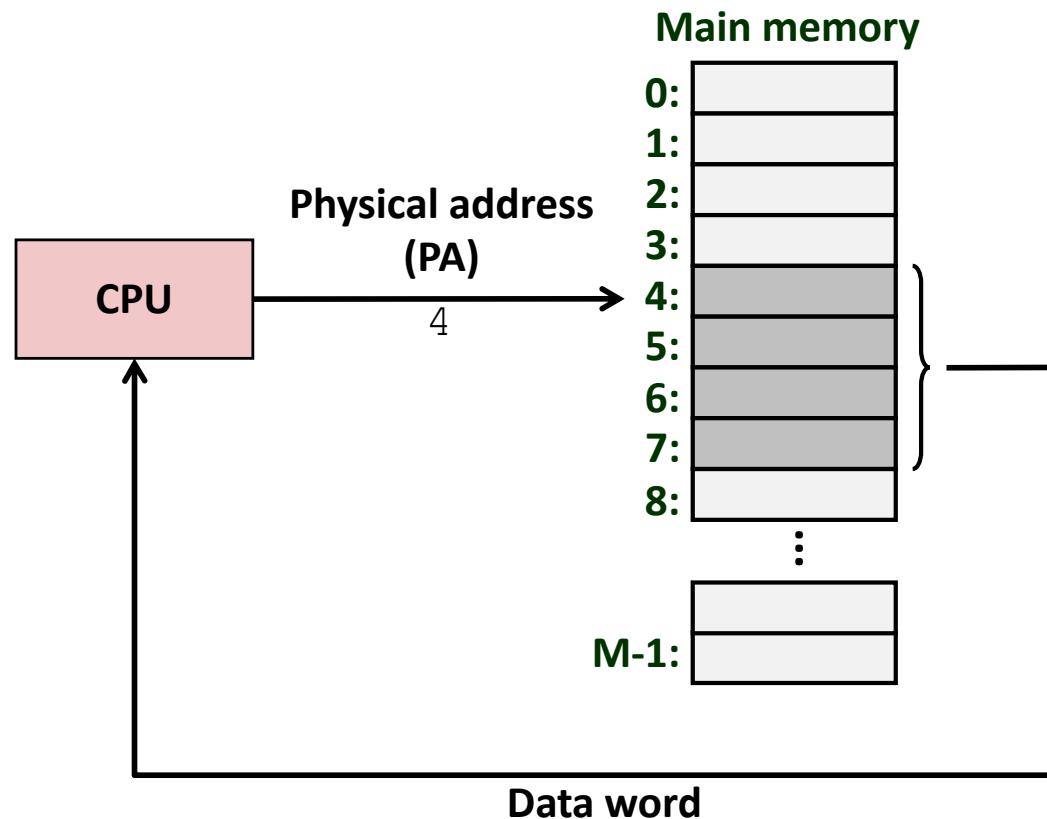 Main memory
0:
1:
2:
Physical address
(PA)
3:
CPU
4
4:
5:
6:
7:
8:
...
M-1:
Data word